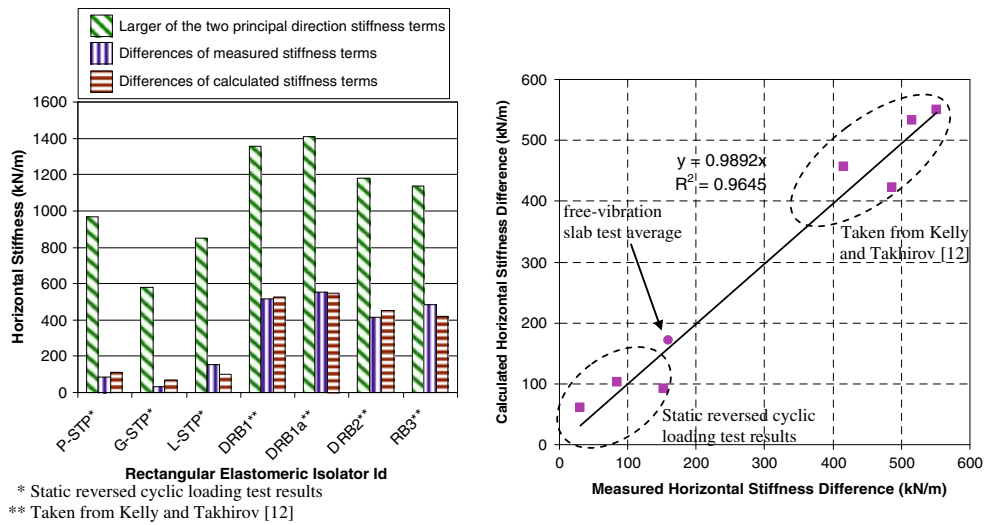 Larger of the two principal direction stiffness terms
Differences of measured stiffness terms
Differences of calculated stiffness terms
Horizontal Stiffness (kN/m)
1600
1400
1200
1000
800
600
400
200
0
P-STP*
G-STP*
L-STP*
DRB1**
DRB1a**
DRB2**
RB3**
Rectangular Elastomeric Isolator Id
* Static reversed cyclic loading test results
** Taken from Kelly and Takhirov [12]
Calculated Horizontal Stiffness Difference (kN/m)
600
500
400
300
200
100
0
y = 0.9892x
R² = 0.9645
free-vibration
slab test average
Taken from Kelly
and Takhirov [12]
Static reversed cyclic
loading test results
0 100 200 300 400 500 600
Measured Horizontal Stiffness Difference (kN/m)